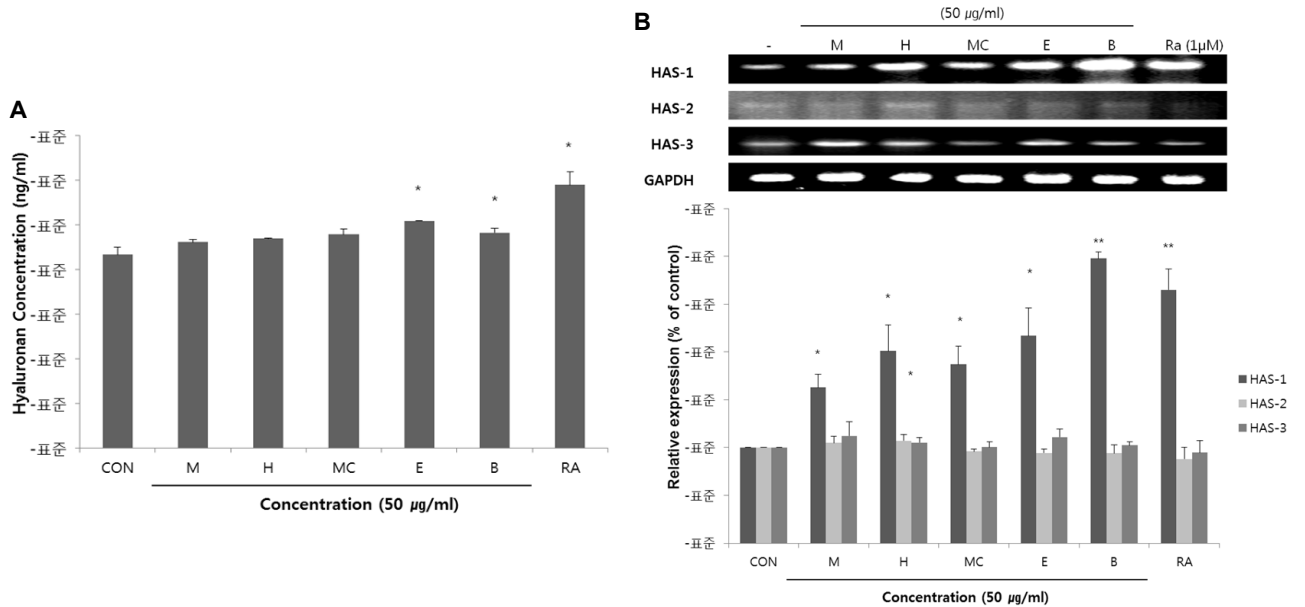 A
Hyaluronan Concentration (ng/ml)
-표준
-표준
-표준
-표준
-표준
-표준
-표준
-표준
*
*
*
CON M H MC E B RA
Concentration (50 ㎍/ml)
B
(50 ㎍/ml)
- M H MC E B Ra (1μM)
HAS-1
HAS-2
HAS-3
GAPDH
Relative expression (% of control)
-표준
-표준
-표준
-표준
-표준
-표준
-표준
-표준
*
*
*
*
*
**
**
HAS-1
HAS-2
HAS-3
CON M H MC E B RA
Concentration (50 ㎍/ml)